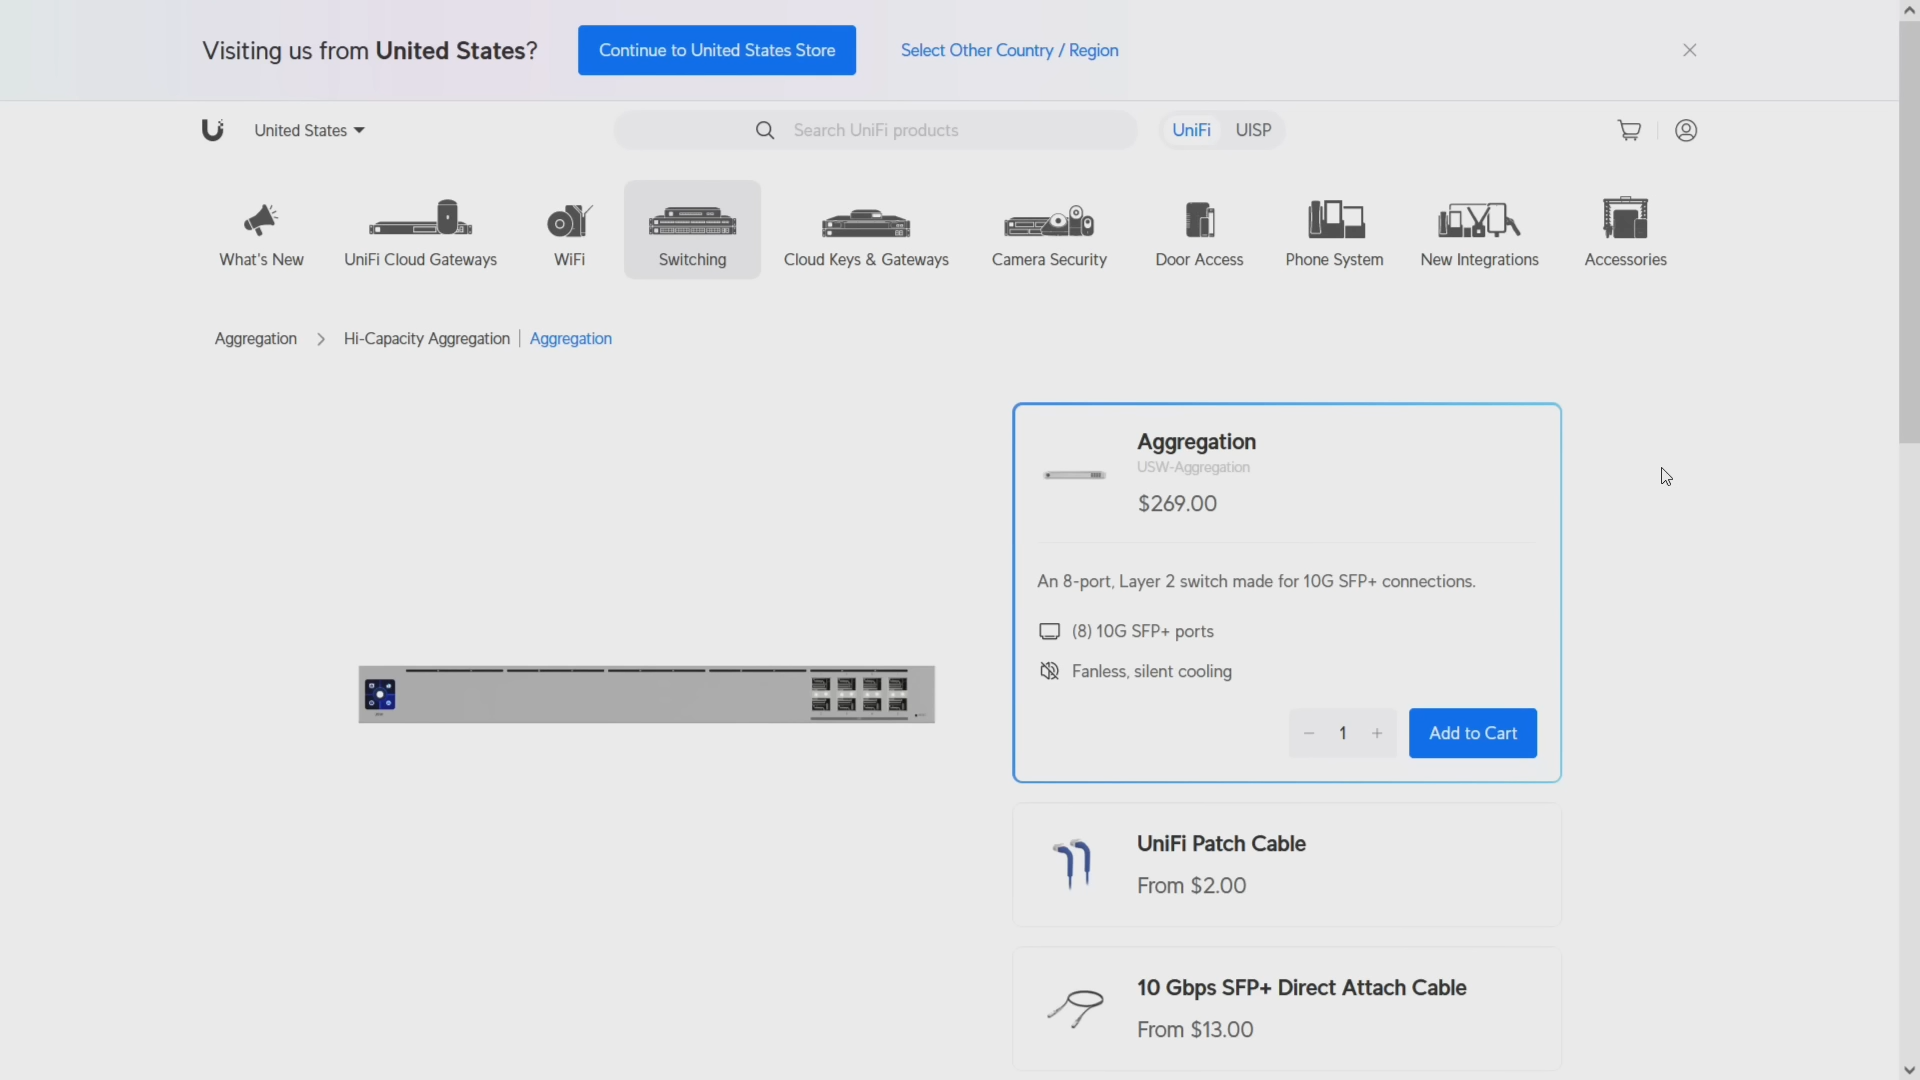 Visiting us from United States?
Continue to United States Store
Select Other Country / Region
United States
Search UniFi products
UniFi
UISP
What's New
UniFi Cloud Gateways
WiFi
Switching
Cloud Keys & Gateways
Camera Security
Door Access
Phone System
New Integrations
Accessories
Aggregation
Hi-Capacity Aggregation
Aggregation
Aggregation
USW-Aggregation
$269.00
An 8-port, Layer 2 switch made for 10G SFP+ connections.
(8) 10G SFP+ ports
Fanless, silent cooling
1
Add to Cart
UniFi Patch Cable
From $2.00
10 Gbps SFP+ Direct Attach Cable
From $13.00